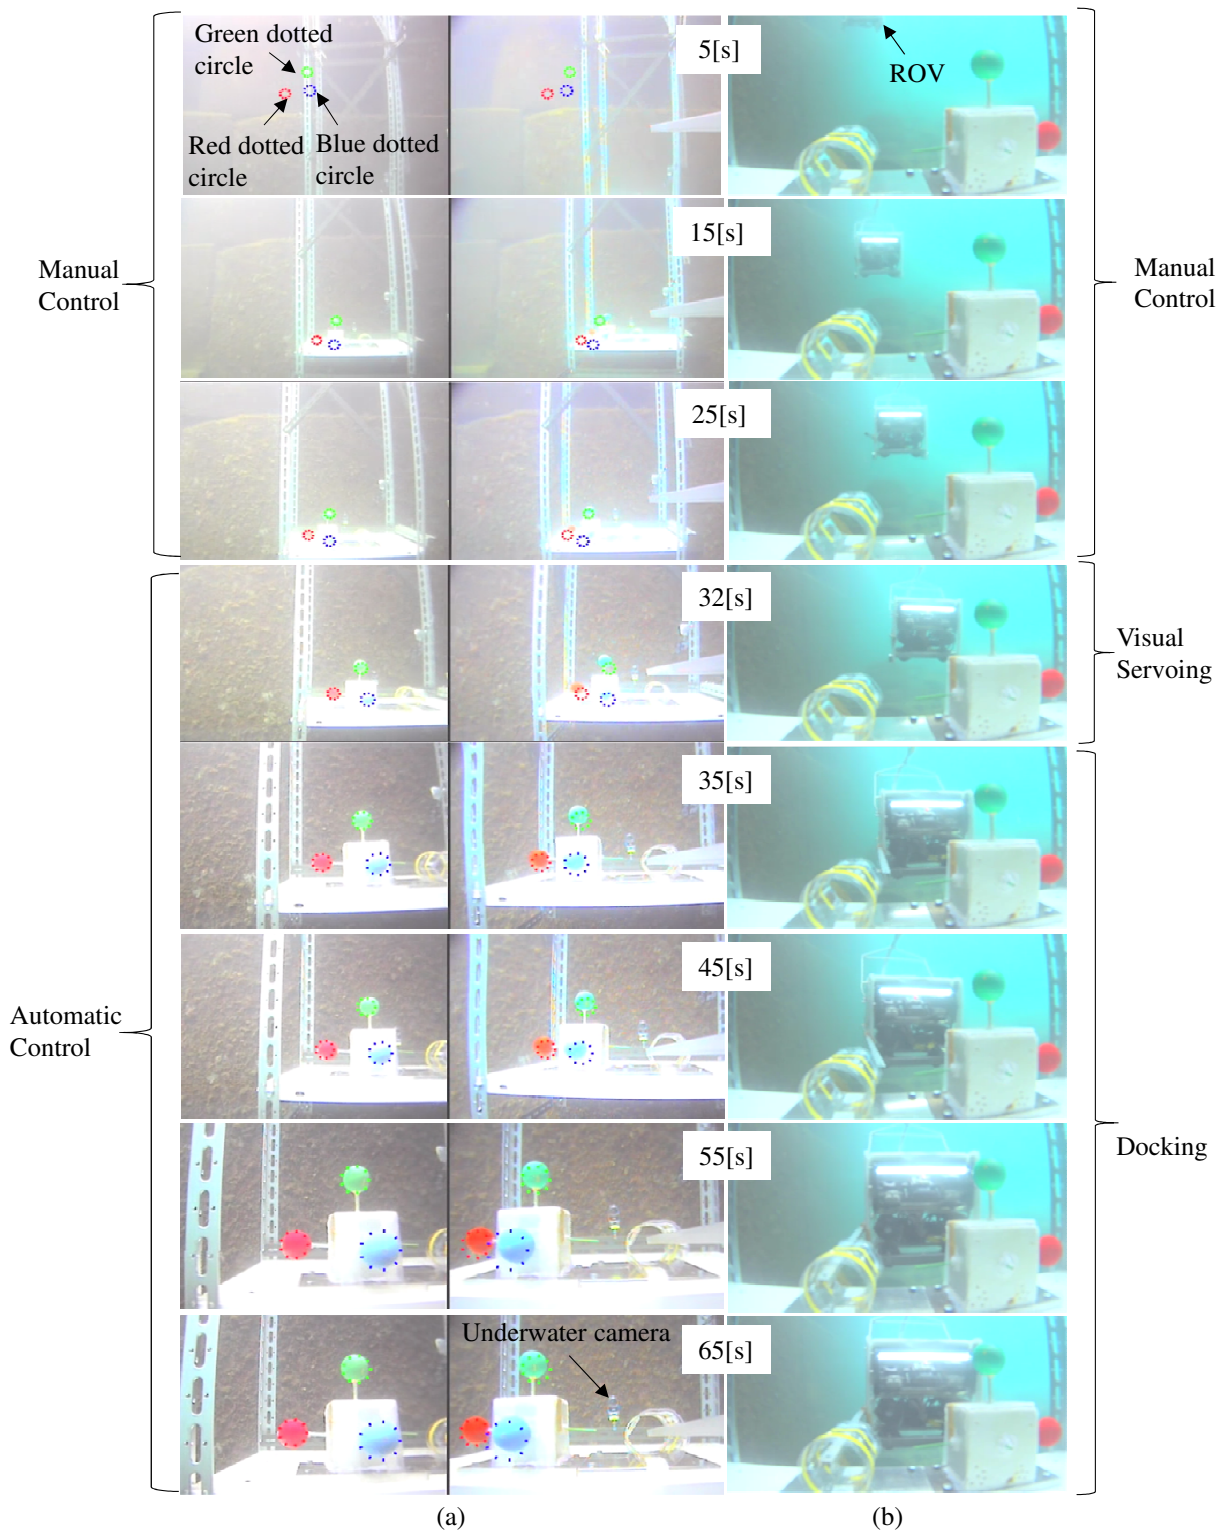 Green dotted
circle
Red dotted
circle
Blue dotted
circle
5[s]
ROV
15[s]
Manual
Control
Manual
Control
25[s]
32[s]
Visual
Servoing
35[s]
45[s]
Automatic
Control
55[s]
Docking
Underwater camera
65[s]
(a)
(b)